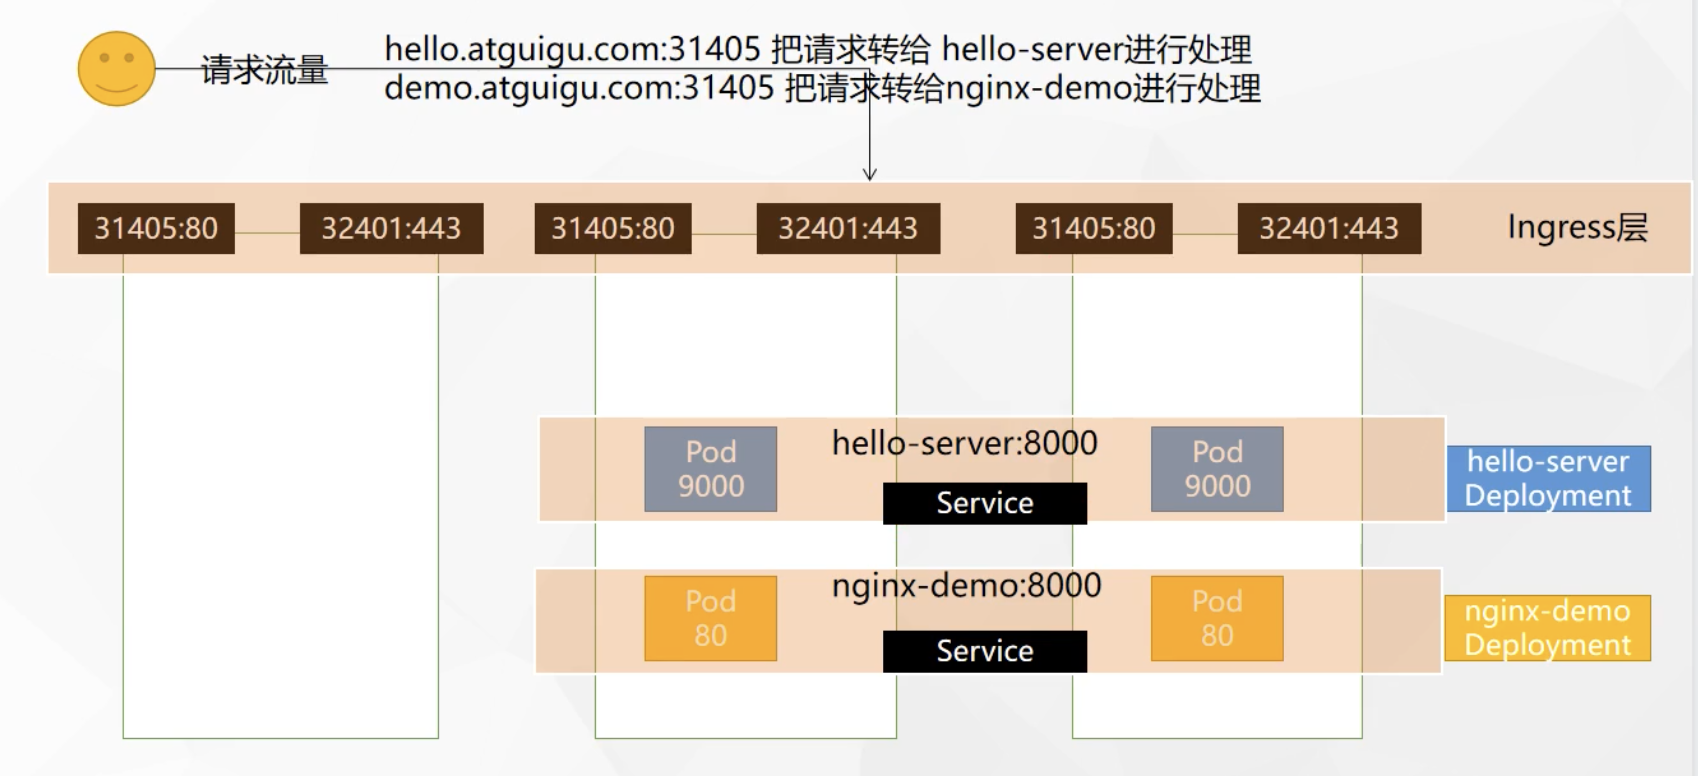 请求流量
hello.atguigu.com:31405 把请求转给 hello-server进行处理
demo.atguigu.com:31405 把请求转给nginx-demo进行处理
31405:80
32401:443
31405:80
32401:443
31405:80
32401:443
Ingress层
Pod
9000
hello-server:8000
Service
Pod
9000
hello-server
Deployment
Pod
80
nginx-demo:8000
Service
Pod
80
nginx-demo
Deployment